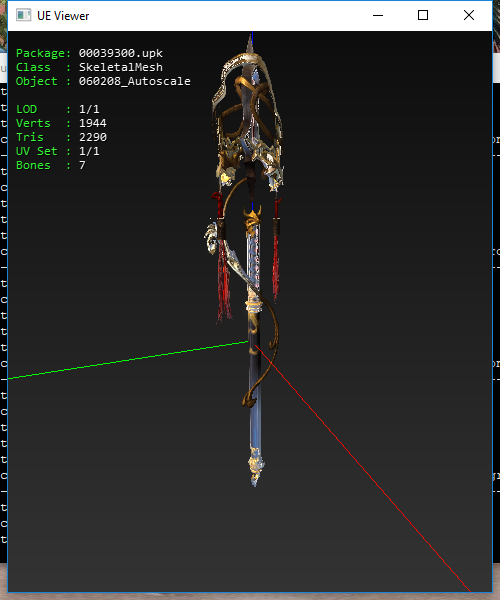 UE Viewer
Package: 00039300.upk
Class : SkeletalMesh
Object : 060208_Autoscale
LOD : 1/1
Verts : 1944
Tris : 2290
UV Set : 1/1
Bones : 7